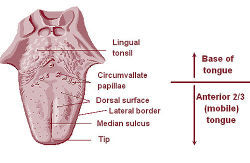 Lingual
tonsil
Circumvallate
papillae
Dorsal surface
Lateral border
Median sulcus
Tip
Base of
tongue
Anterior 2/3
(mobile)
tongue